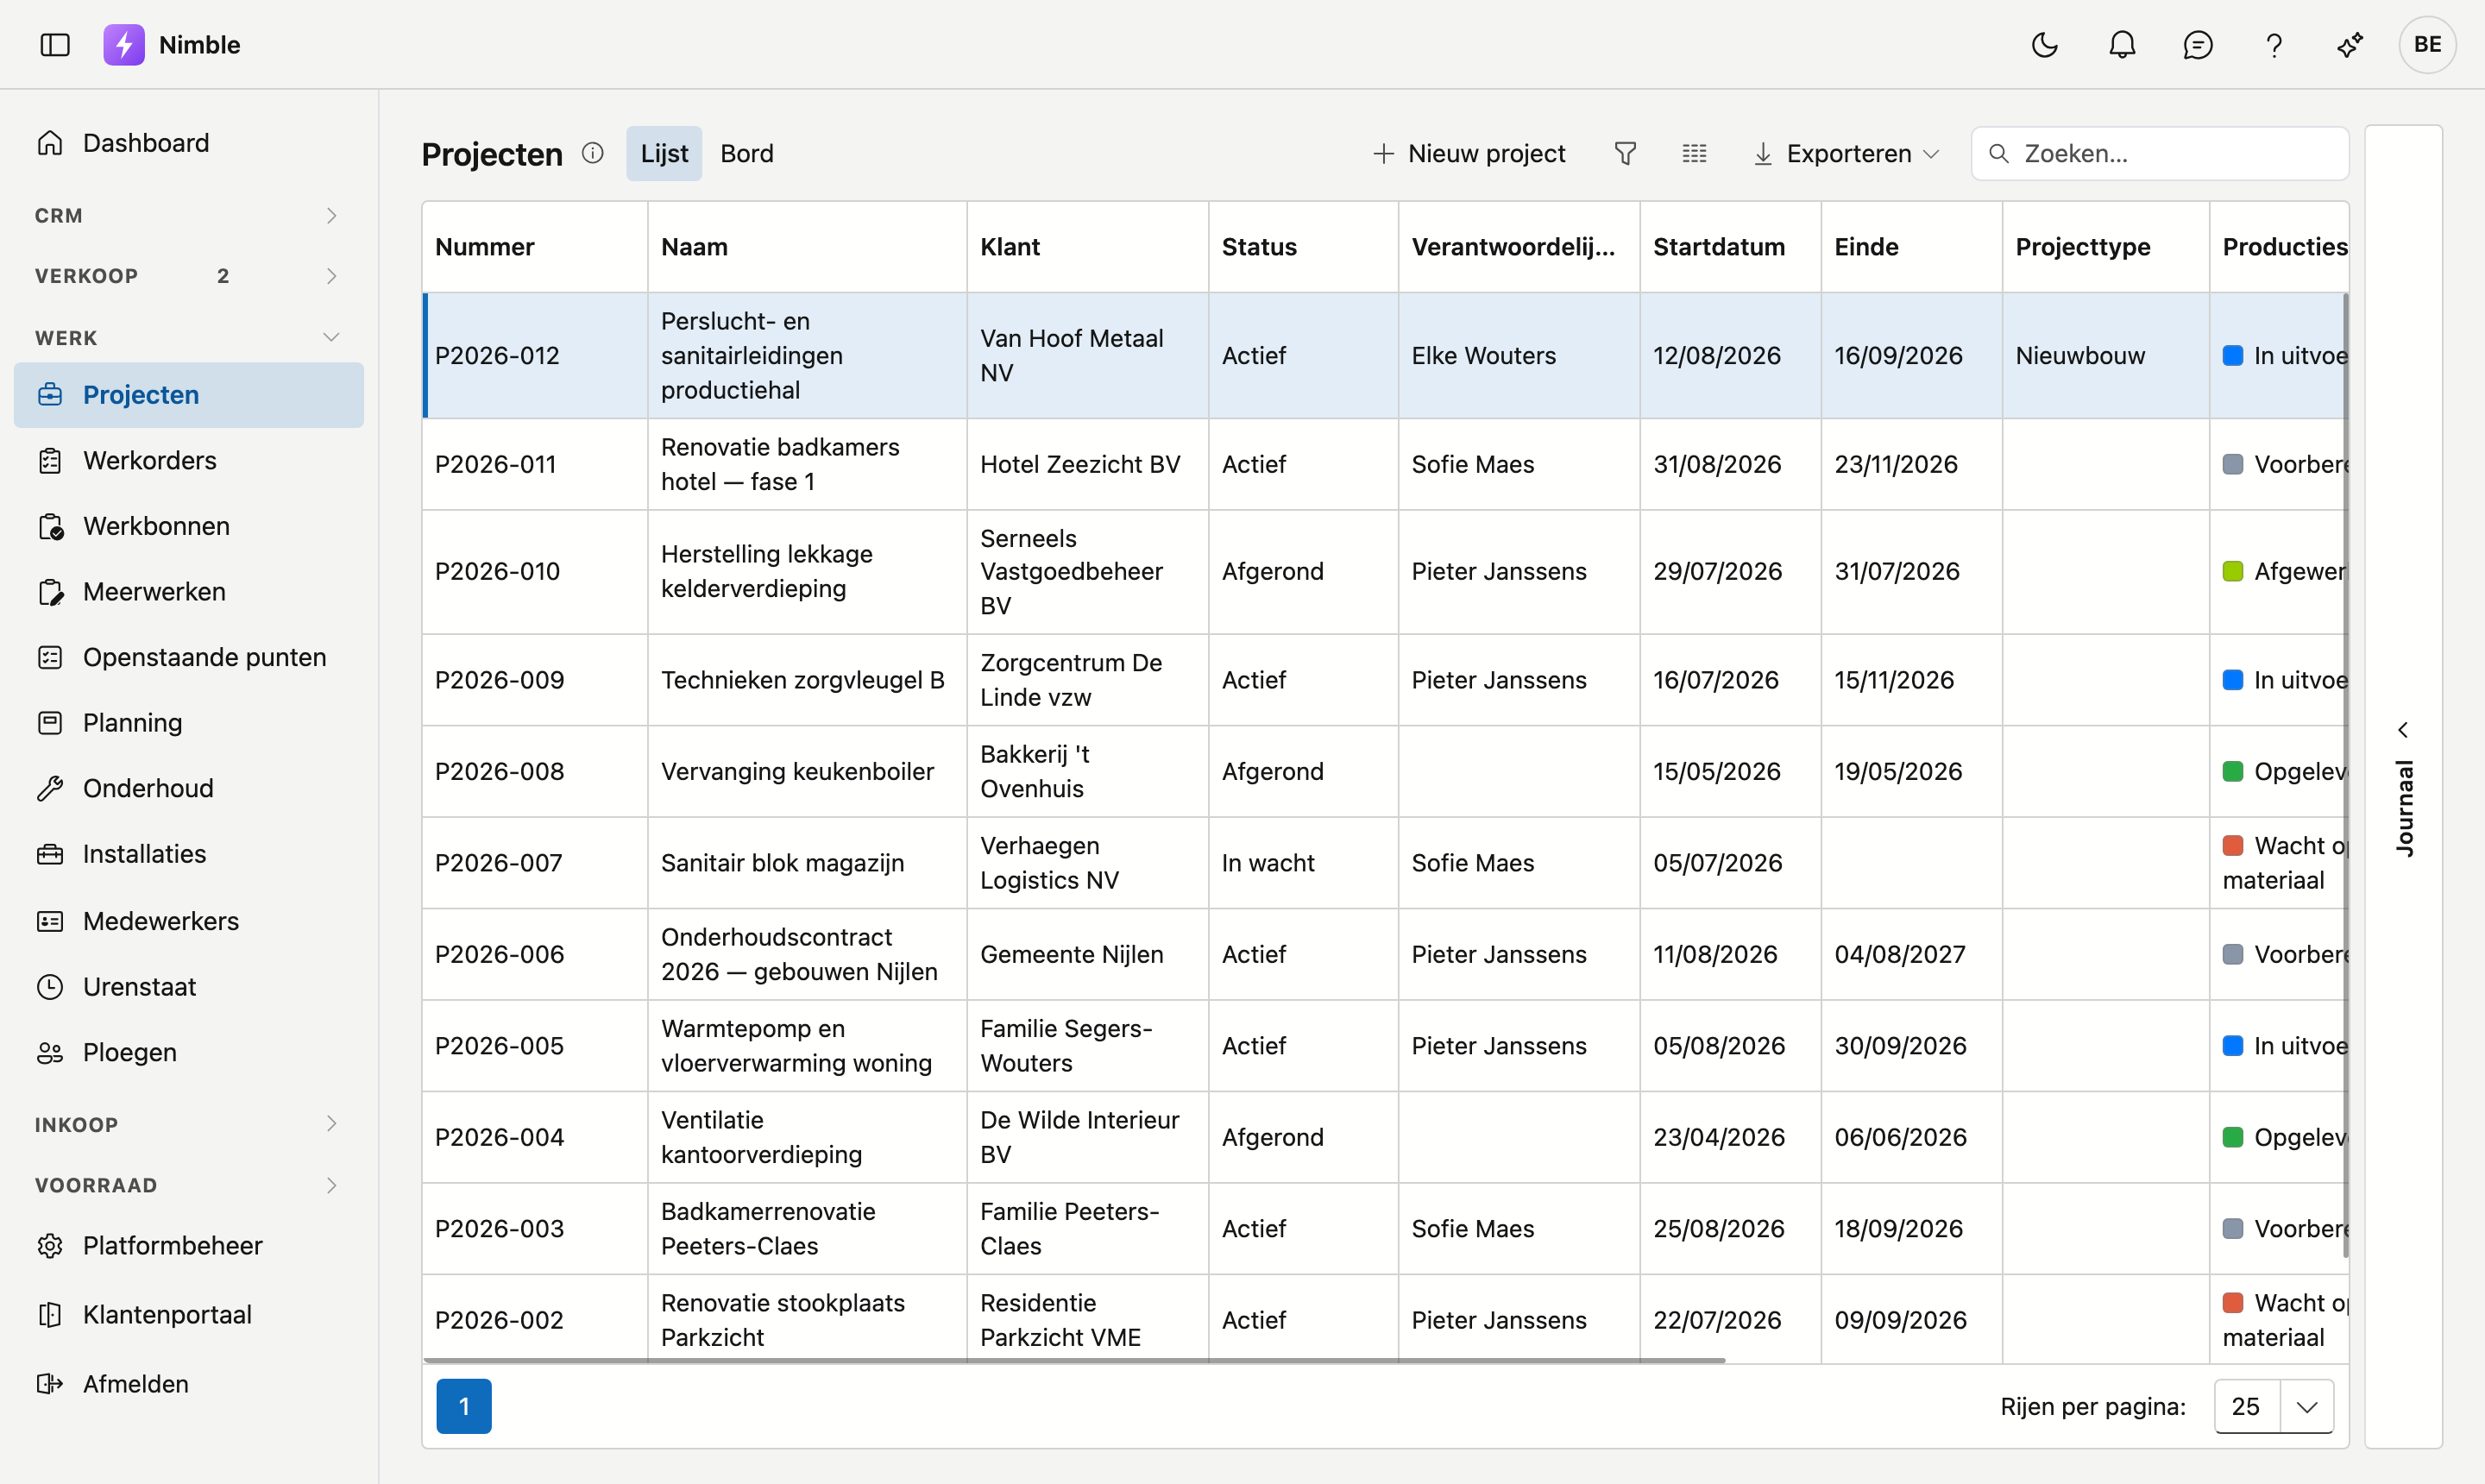 Nimble
BE
Dashboard
CRM
VERKOOP 2
WERK
Projecten
Werkorders
Werkbonnen
Meerwerken
Openstaande punten
Planning
Onderhoud
Installaties
Medewerkers
Urenstaat
Ploegen
INKOOP
VOORRAAD
Platformbeheer
Klantenportaal
Afmelden
Projecten Lijst Bord Nieuw project Exporteren Zoeken...
Nummer Naam Klant Status Verantwoordelij... Startdatum Einde Projecttype Producties
P2026-012 Perslucht- en sanitairleidingen productiehal Van Hoof Metaal NV Actief Elke Wouters 12/08/2026 16/09/2026 Nieuwbouw In uitvoe
P2026-011 Renovatie badkamers hotel — fase 1 Hotel Zeezicht BV Actief Sofie Maes 31/08/2026 23/11/2026 Voorbere
P2026-010 Herstelling lekkage kelderverdieping Serneels Vastgoedbeheer BV Afgerond Pieter Janssens 29/07/2026 31/07/2026 Afgewer
P2026-009 Technieken zorgvleugel B Zorgcentrum De Linde vzw Actief Pieter Janssens 16/07/2026 15/11/2026 In uitvoe
P2026-008 Vervanging keukenboiler Bakkerij 't Ovenhuis Afgerond 15/05/2026 19/05/2026 Opgelev
P2026-007 Sanitair blok magazijn Verhaegen Logistics NV In wacht Sofie Maes 05/07/2026 Wacht op materiaal
P2026-006 Onderhoudscontract 2026 — gebouwen Nijlen Gemeente Nijlen Actief Pieter Janssens 11/08/2026 04/08/2027 Voorbere
P2026-005 Warmtepomp en vloerverwarming woning Familie Segers-Wouters Actief Pieter Janssens 05/08/2026 30/09/2026 In uitvoe
P2026-004 Ventilatie kantoorverdieping De Wilde Interieur BV Afgerond 23/04/2026 06/06/2026 Opgelev
P2026-003 Badkamerrenovatie Peeters-Claes Familie Peeters-Claes Actief Sofie Maes 25/08/2026 18/09/2026 Voorbere
P2026-002 Renovatie stookplaats Parkzicht Residentie Parkzicht VME Actief Pieter Janssens 22/07/2026 09/09/2026 Wacht op materiaal
1 Rijen per pagina: 25
Journaal